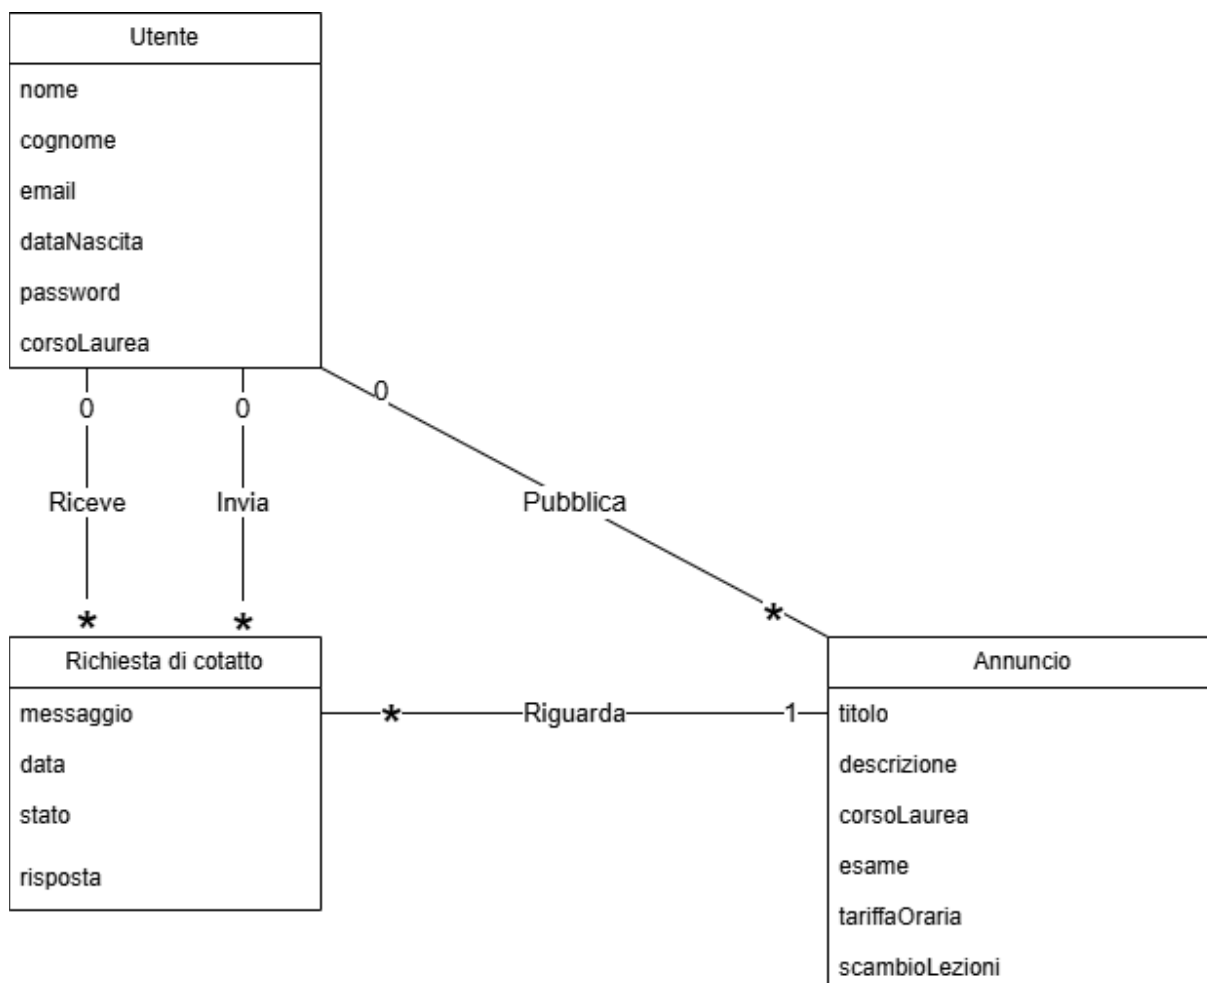 Utente
nome
cognome
email
dataNascita
password
corsoLaurea
0
0
0
Riceve
Invia
Pubblica
*
*
*
Richiesta di cotatto
messaggio
data
stato
risposta
*
Riguarda
1
Annuncio
titolo
descrizione
corsoLaurea
esame
tariffaOraria
scambioLezioni